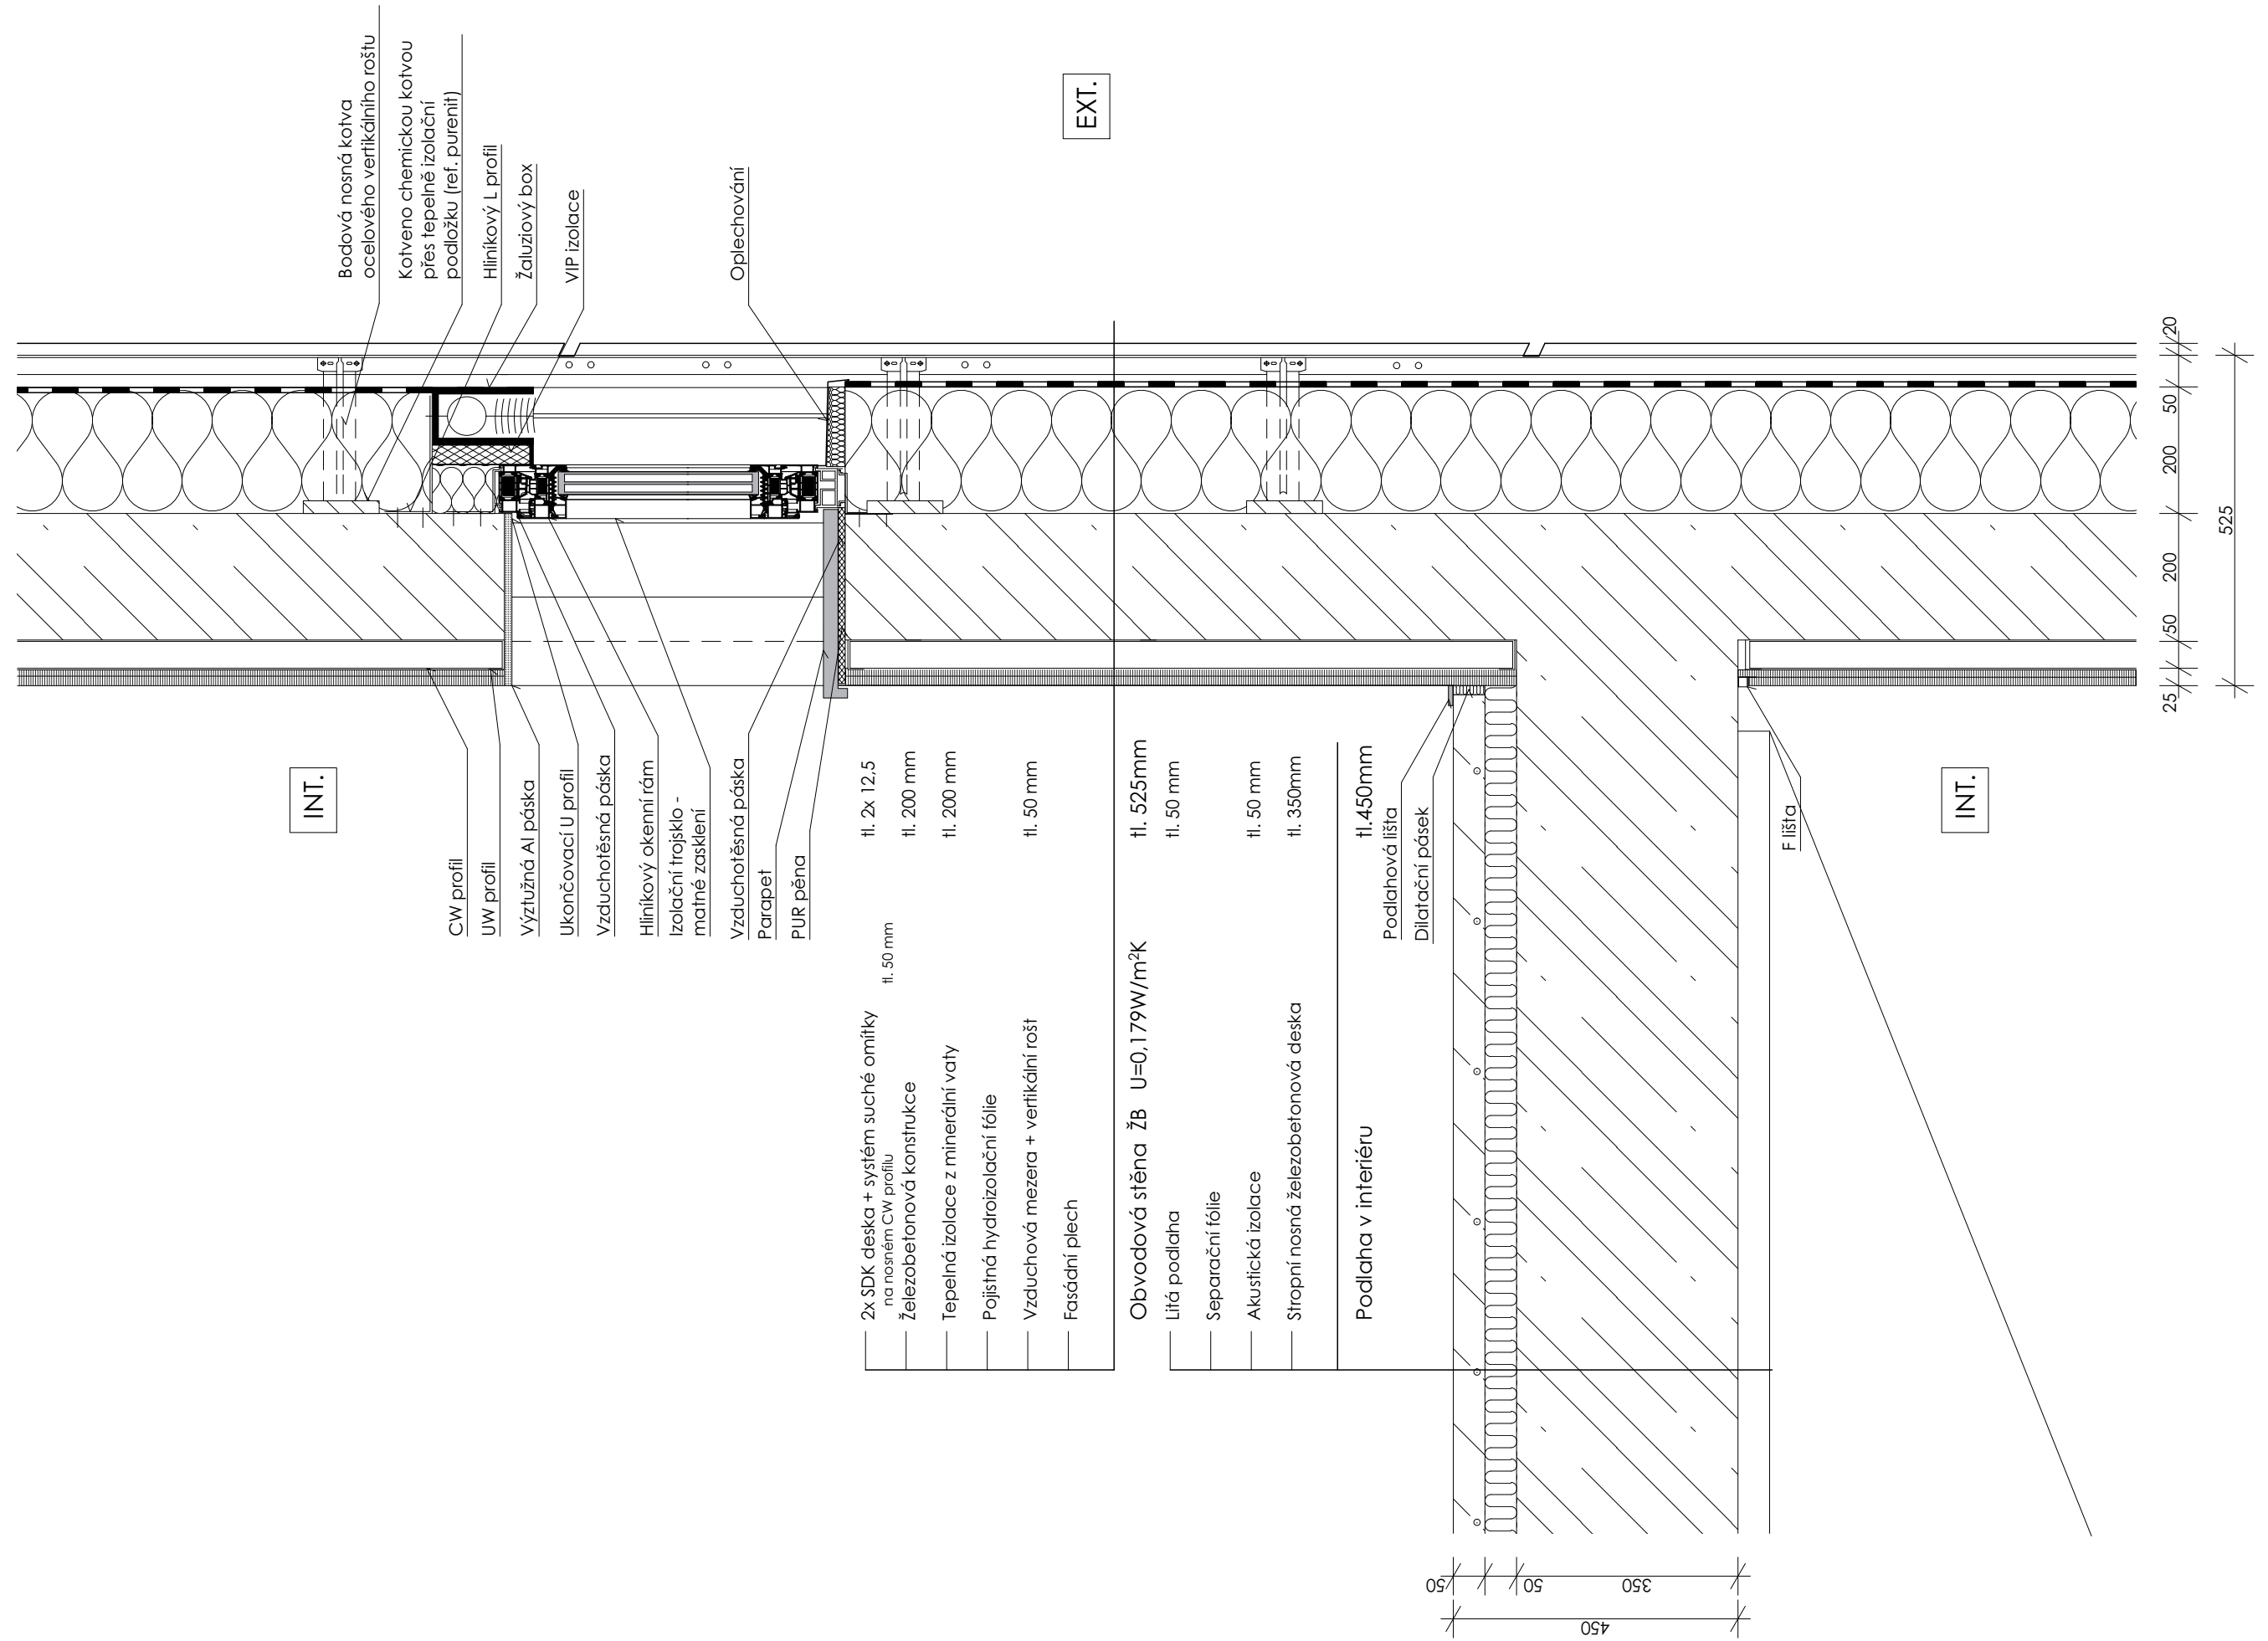 Bodová nosná kotva
ocelového vertikálního roštu
Kotveno chemickou kotvou
přes tepelně izolační
podložku (ref. purenit)
Hliníkový L profil
Žaluziový box
VIP izolace
Oplechování
EXT.
INT.
CW profil
UW profil
Výztužná Al páska
Ukončovací U profil
Vzduchotěsná páska
Hliníkový okenní rám
Izolační trojsklo -
matné zasklení
Vzduchotěsná páska
Parapet
PUR pěna
2x SDK deska + systém suché omítky tl. 2x 12,5
na nosném CW profilu tl. 50 mm
Železobetonová konstrukce tl. 200 mm
Tepelná izolace z minerální vaty tl. 200 mm
Pojistná hydroizolační fólie
Vzduchová mezera + vertikální rošt tl. 50 mm
Fasádní plech
Obvodová stěna ŽB U=0,179W/m²K tl. 525mm
Litá podlaha tl. 50 mm
Separační fólie
Akustická izolace tl. 50 mm
Stropní nosná železobetonová deska tl. 350mm
Podlaha v interiéru tl.450mm
Podlahová lišta
Dilatační pásek
F lišta
INT.
25
50
200
200
50
20
525
50
50
350
450